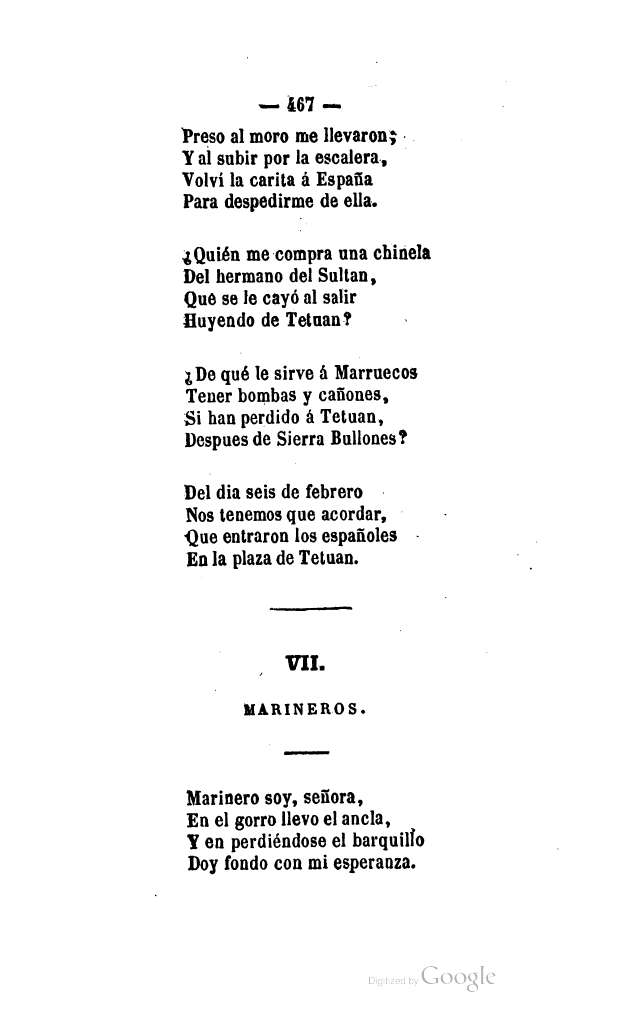 — 467 —
Preso al moro me llevaron;
Y al subir por la escalera,
Volví la carita á España
Para despedirme de ella.
¿Quién me compra una chinela
Del hermano del Sultan,
Que se le cayó al salir
Huyendo de Tetuan?
¿De qué le sirve á Marruecos
Tener bombas y cañones,
Si han perdido á Tetuan,
Despues de Sierra Bullones?
Del dia seis de febrero
Nos tenemos que acordar,
Que entraron los españoles
En la plaza de Tetuan.
VII.
MARINEROS.
Marinero soy, señora,
En el gorro llevo el ancla,
Y en perdiéndose el barquillo
Doy fondo con mi esperanza.
Digitized by Google